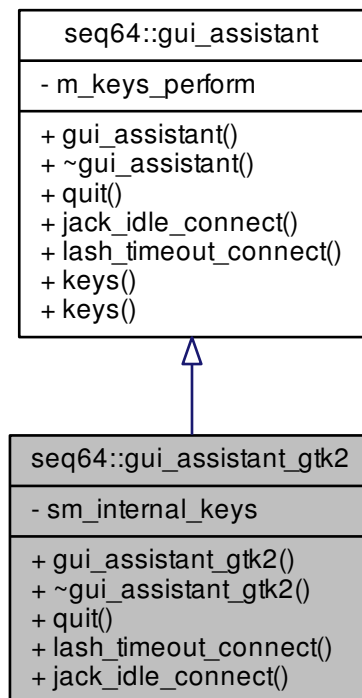 seq64::gui_assistant
- m_keys_perform
+ gui_assistant()
+ ~gui_assistant()
+ quit()
+ jack_idle_connect()
+ lash_timeout_connect()
+ keys()
+ keys()
seq64::gui_assistant_gtk2
- sm_internal_keys
+ gui_assistant_gtk2()
+ ~gui_assistant_gtk2()
+ quit()
+ lash_timeout_connect()
+ jack_idle_connect()